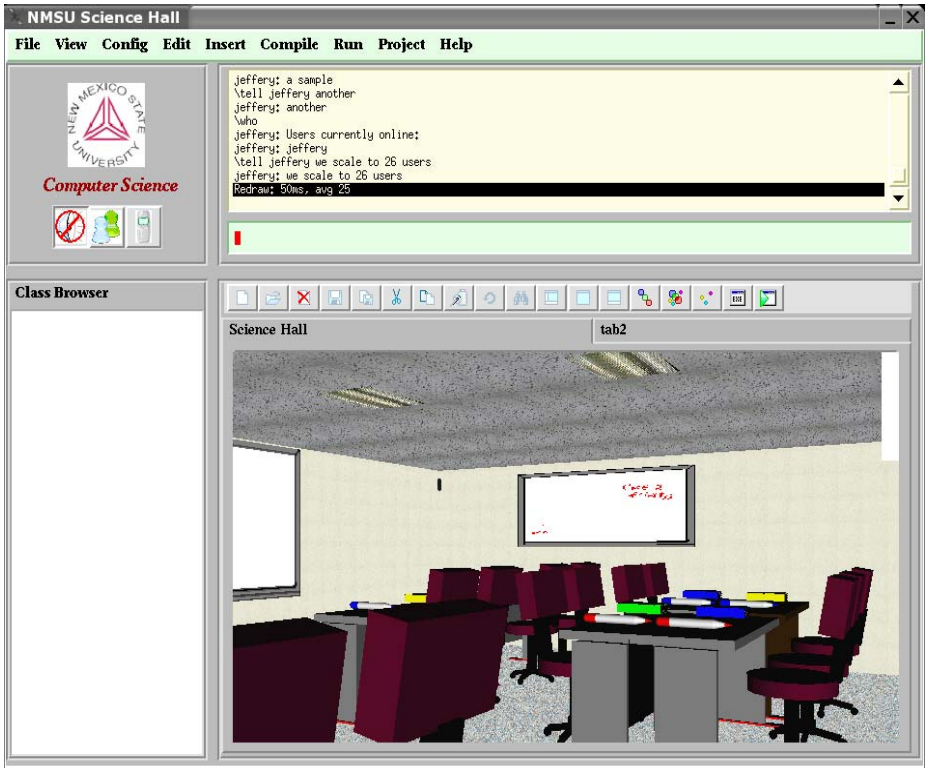 NMSU Science Hall
File View Config Edit Insert Compile Run Project Help
NEW MEXICO STATE UNIVERSITY
Computer Science
jeffery: a sample
\tell jeffery another
jeffery: another
\who
jeffery: Users currently online:
jeffery: jeffery
\tell jeffery we scale to 26 users
jeffery: we scale to 26 users
Redraw: 50ms, avg 25
Class Browser
EXE
Science Hall
tab2